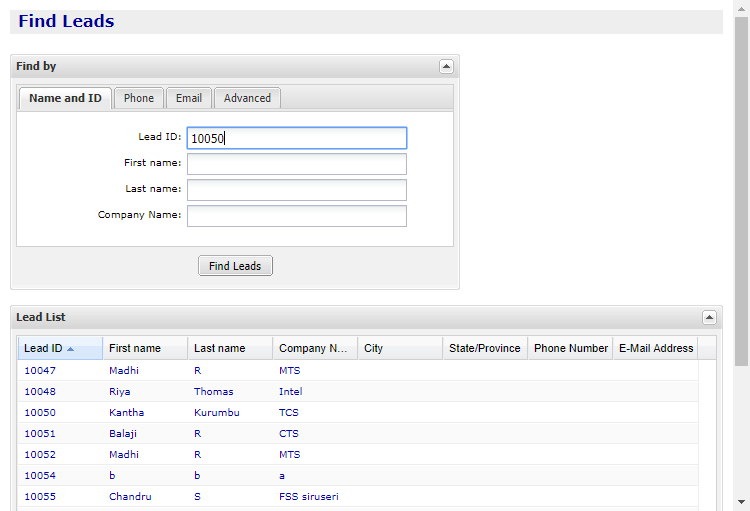 Find Leads
Find by
Name and ID Phone Email Advanced
Lead ID: 10050
First name:
Last name:
Company Name:
Find Leads
Lead List
Lead ID First name Last name Company N... City State/Province Phone Number E-Mail Address
10047 Madhi R MTS
10048 Riya Thomas Intel
10050 Kantha Kurumbu TCS
10051 Balaji R CTS
10052 Madhi R MTS
10054 b b a
10055 Chandru S FSS siruseri